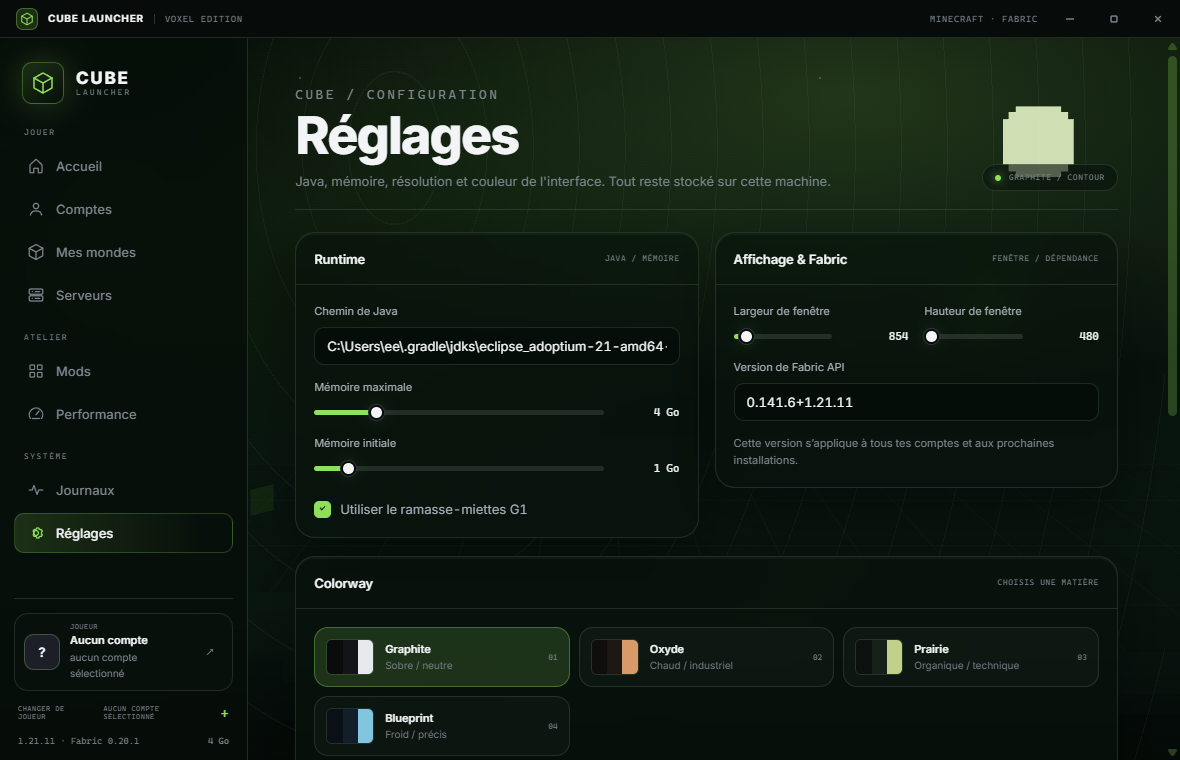 CUBE LAUNCHER
VOXEL EDITION
MINECRAFT · FABRIC
CUBE
LAUNCHER
JOUER
Accueil
Comptes
Mes mondes
Serveurs
ATELIER
Mods
Performance
SYSTÈME
Journaux
Réglages
?
JOUEUR
Aucun compte
aucun compte
sélectionné
↗
CHANGER DE
JOUEUR
AUCUN COMPTE
SÉLECTIONNÉ
+
1.21.11 · Fabric 0.20.1
4 Go
CUBE / CONFIGURATION
Réglages
Java, mémoire, résolution et couleur de l'interface. Tout reste stocké sur cette machine.
GRAPHITE / CONTOUR
Runtime
JAVA / MÉMOIRE
Chemin de Java
C:\Users\ee\.gradle\jdks\eclipse_adoptium-21-amd64-
Mémoire maximale
4 Go
Mémoire initiale
1 Go
Utiliser le ramasse-miettes G1
Affichage & Fabric
FENÊTRE / DÉPENDANCE
Largeur de fenêtre
854
Hauteur de fenêtre
480
Version de Fabric API
0.141.6+1.21.11
Cette version s'applique à tous tes comptes et aux prochaines
installations.
Colorway
CHOISIS UNE MATIÈRE
Graphite
Sobre / neutre
01
Oxyde
Chaud / industriel
02
Prairie
Organique / technique
03
Blueprint
Froid / précis
04